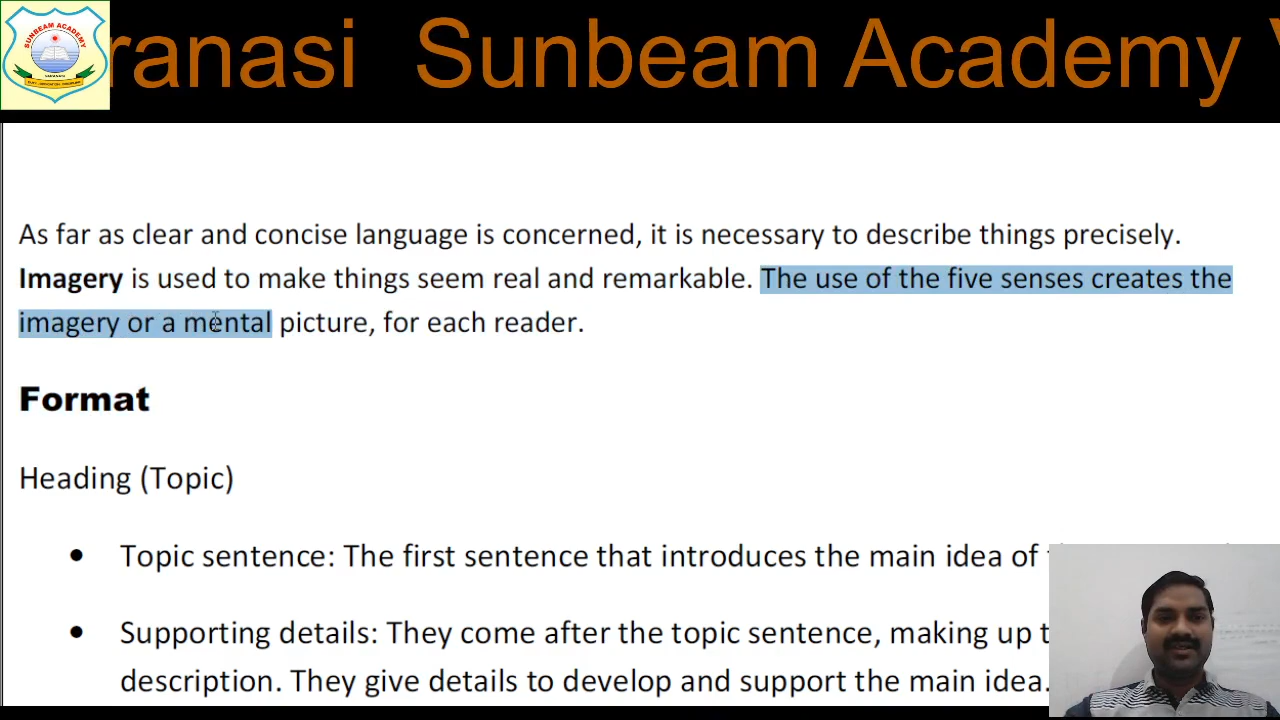 ranasi Sunbeam Academy V
SUNBEAM ACADEMY
VARANASI
As far as clear and concise language is concerned, it is necessary to describe things precisely.
Imagery is used to make things seem real and remarkable. The use of the five senses creates the
imagery or a mental picture, for each reader.
Format
Heading (Topic)
• Topic sentence: The first sentence that introduces the main idea of
• Supporting details: They come after the topic sentence, making up t
description. They give details to develop and support the main idea.